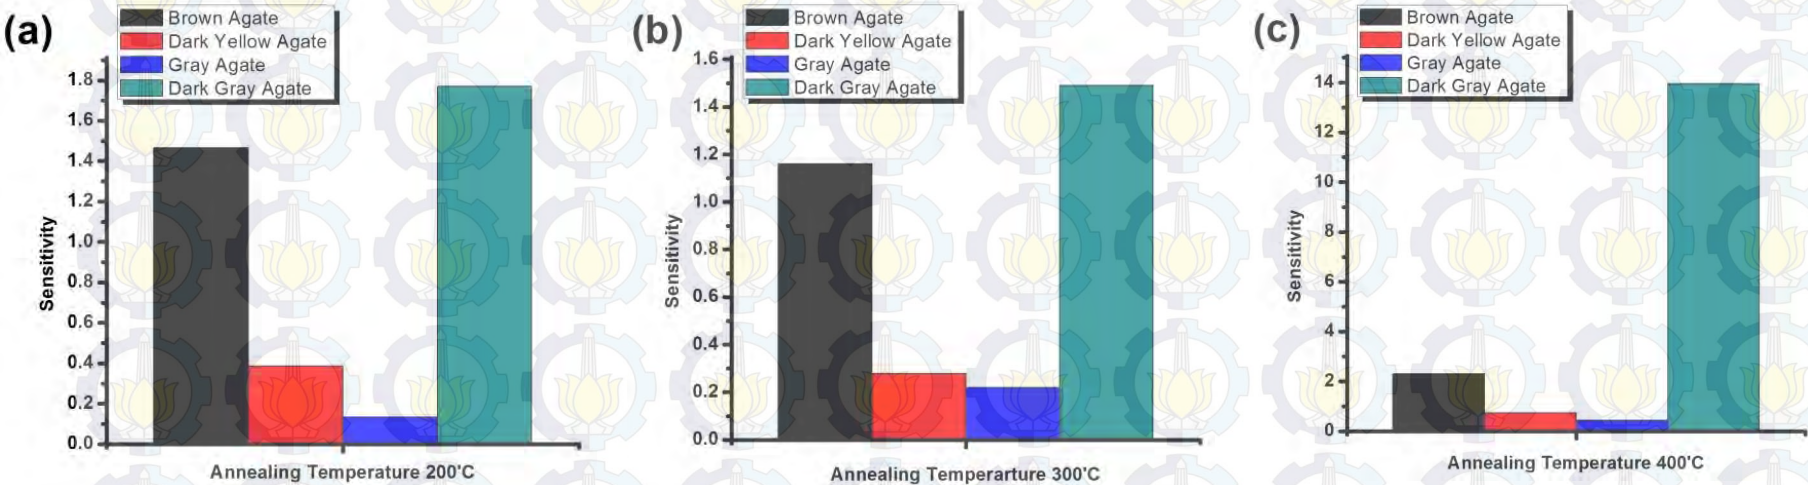 (a)
Brown Agate
Dark Yellow Agate
Gray Agate
Dark Gray Agate
1.8
1.6
1.4
1.2
1.0
0.8
0.6
0.4
0.2
0.0
Sensitivity
Annealing Temperature 200'C
(b)
Brown Agate
Dark Yellow Agate
Gray Agate
Dark Gray Agate
1.6
1.4
1.2
1.0
0.8
0.6
0.4
0.2
0.0
Sensitivity
Annealing Temperarture 300'C
(c)
Brown Agate
Dark Yellow Agate
Gray Agate
Dark Gray Agate
14
12
10
8
6
4
2
0
Sensitivity
Annealing Temperature 400'C